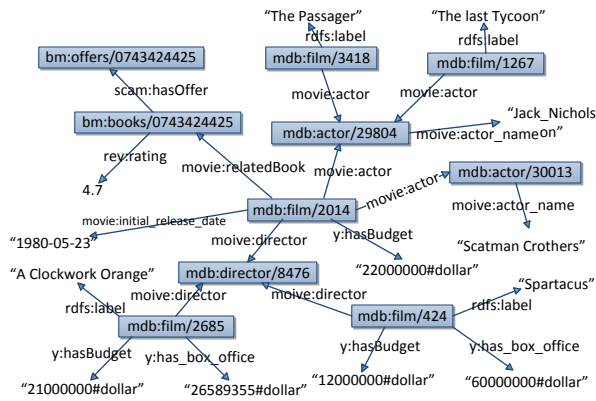 “The Passager”
“The last Tycoon”
rdfs:label
rdfs:label
bm:offers/0743424425
mdb:film/3418
mdb:film/1267
scam:hasOffer
movie:actor
movie:actor
bm:books/0743424425
mdb:actor/29804
“Jack_Nichols
on”
moive:actor_name
rev:rating
movie:relatedBook
movie:actor
mdb:actor/30013
4.7
movie:actor
moive:actor_name
mdb:film/2014
movie:initial_release_date
“1980-05-23”
moive:director
y:hasBudget
“Scatman Crothers”
“A Clockwork Orange”
mdb:director/8476
“22000000#dollar”
“Spartacus”
rdfs:label
moive:director
moive:director
rdfs:label
mdb:film/2685
mdb:film/424
y:hasBudget
y:has_box_office
y:hasBudget
y:has_box_office
“21000000#dollar”
“26589355#dollar”
“12000000#dollar”
“60000000#dollar”